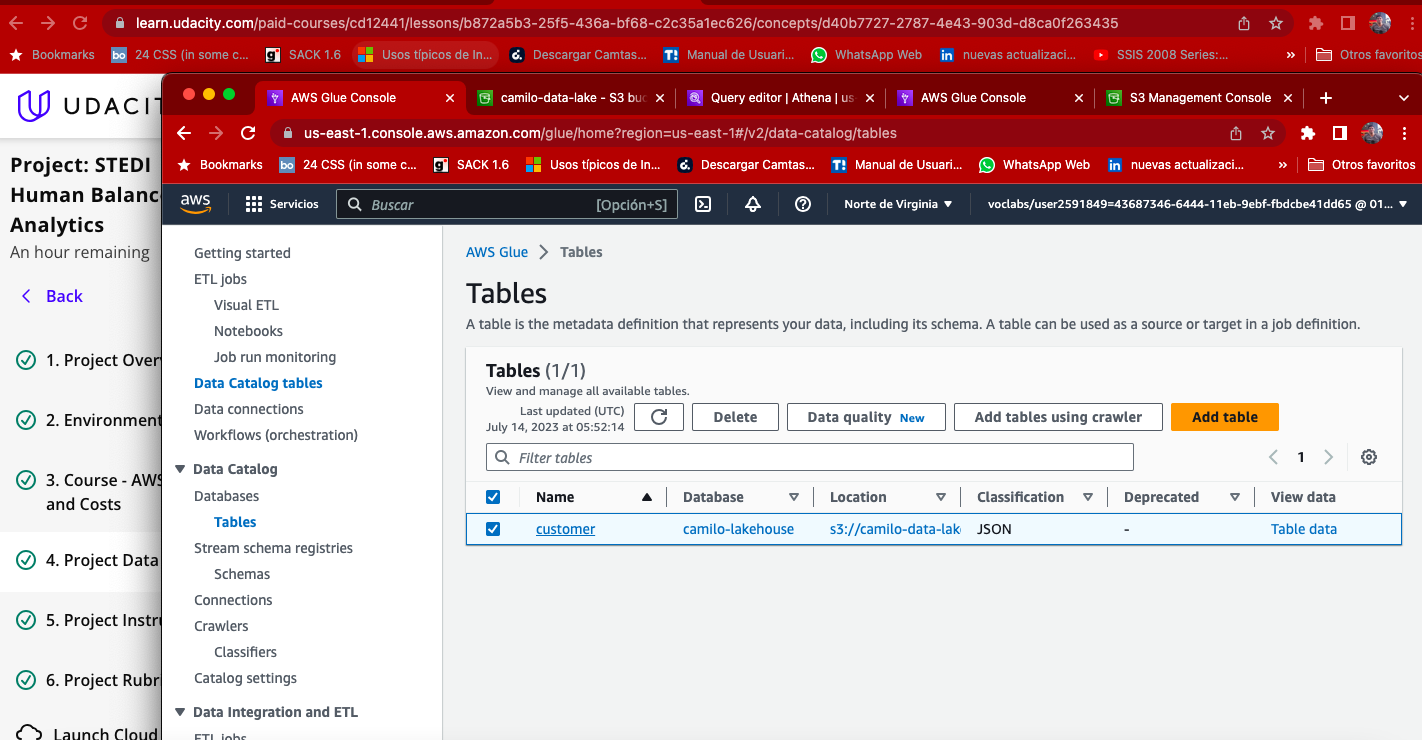 learn.udacity.com/paid-courses/cd12441/lessons/b872a5b3-25f5-436a-bf68-c2c35a1ec626/concepts/d40b7727-2787-4e43-903d-d8ca0f263435
Bookmarks
24 CSS (in some c...
SACK 1.6
Usos típicos de In...
Descargar Camtas...
Manual de Usuari...
WhatsApp Web
nuevas actualizaci...
SSIS 2008 Series:...
»
Otros favoritos
UDACIT
Project: STEDI
Human Balanc
Analytics
An hour remaining
Back
1. Project Over
2. Environment
3. Course - AWS
and Costs
4. Project Data
5. Project Instru
6. Project Rubri
Launch Cloud
AWS Glue Console
camilo-data-lake - S3 buc
Query editor | Athena | us-
AWS Glue Console
S3 Management Console
us-east-1.console.aws.amazon.com/glue/home?region=us-east-1#/v2/data-catalog/tables
Bookmarks
24 CSS (in some c...
SACK 1.6
Usos típicos de In...
Descargar Camtas...
Manual de Usuari...
WhatsApp Web
nuevas actualizaci...
»
Otros favoritos
aws
Servicios
Buscar
[Opción+S]
Norte de Virginia
voclabs/user2591849=43687346-6444-11eb-9ebf-fbdcbe41dd65 @ 01...
Getting started
ETL jobs
Visual ETL
Notebooks
Job run monitoring
Data Catalog tables
Data connections
Workflows (orchestration)
Data Catalog
Databases
Tables
Stream schema registries
Schemas
Connections
Crawlers
Classifiers
Catalog settings
Data Integration and ETL
ETL jobs
AWS Glue
Tables
Tables
A table is the metadata definition that represents your data, including its schema. A table can be used as a source or target in a job definition.
Tables (1/1)
View and manage all available tables.
Last updated (UTC)
July 14, 2023 at 05:52:14
Delete
Data quality New
Add tables using crawler
Add table
Filter tables
1
Name
Database
Location
Classification
Deprecated
View data
customer
camilo-lakehouse
s3://camilo-data-lak
JSON
-
Table data